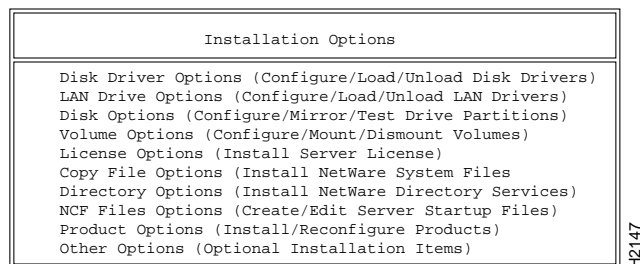 Installation Options
Disk Driver Options (Configure/Load/Unload Disk Drivers)
LAN Drive Options (Configure/Load/Unload LAN Drivers)
Disk Options (Configure/Mirror/Test Drive Partitions)
Volume Options (Configure/Mount/Dismount Volumes)
License Options (Install Server License)
Copy File Options (Install NetWare System Files
Directory Options (Install NetWare Directory Services)
NCF Files Options (Create/Edit Server Startup Files)
Product Options (Install/Reconfigure Products)
Other Options (Optional Installation Items)
H2147